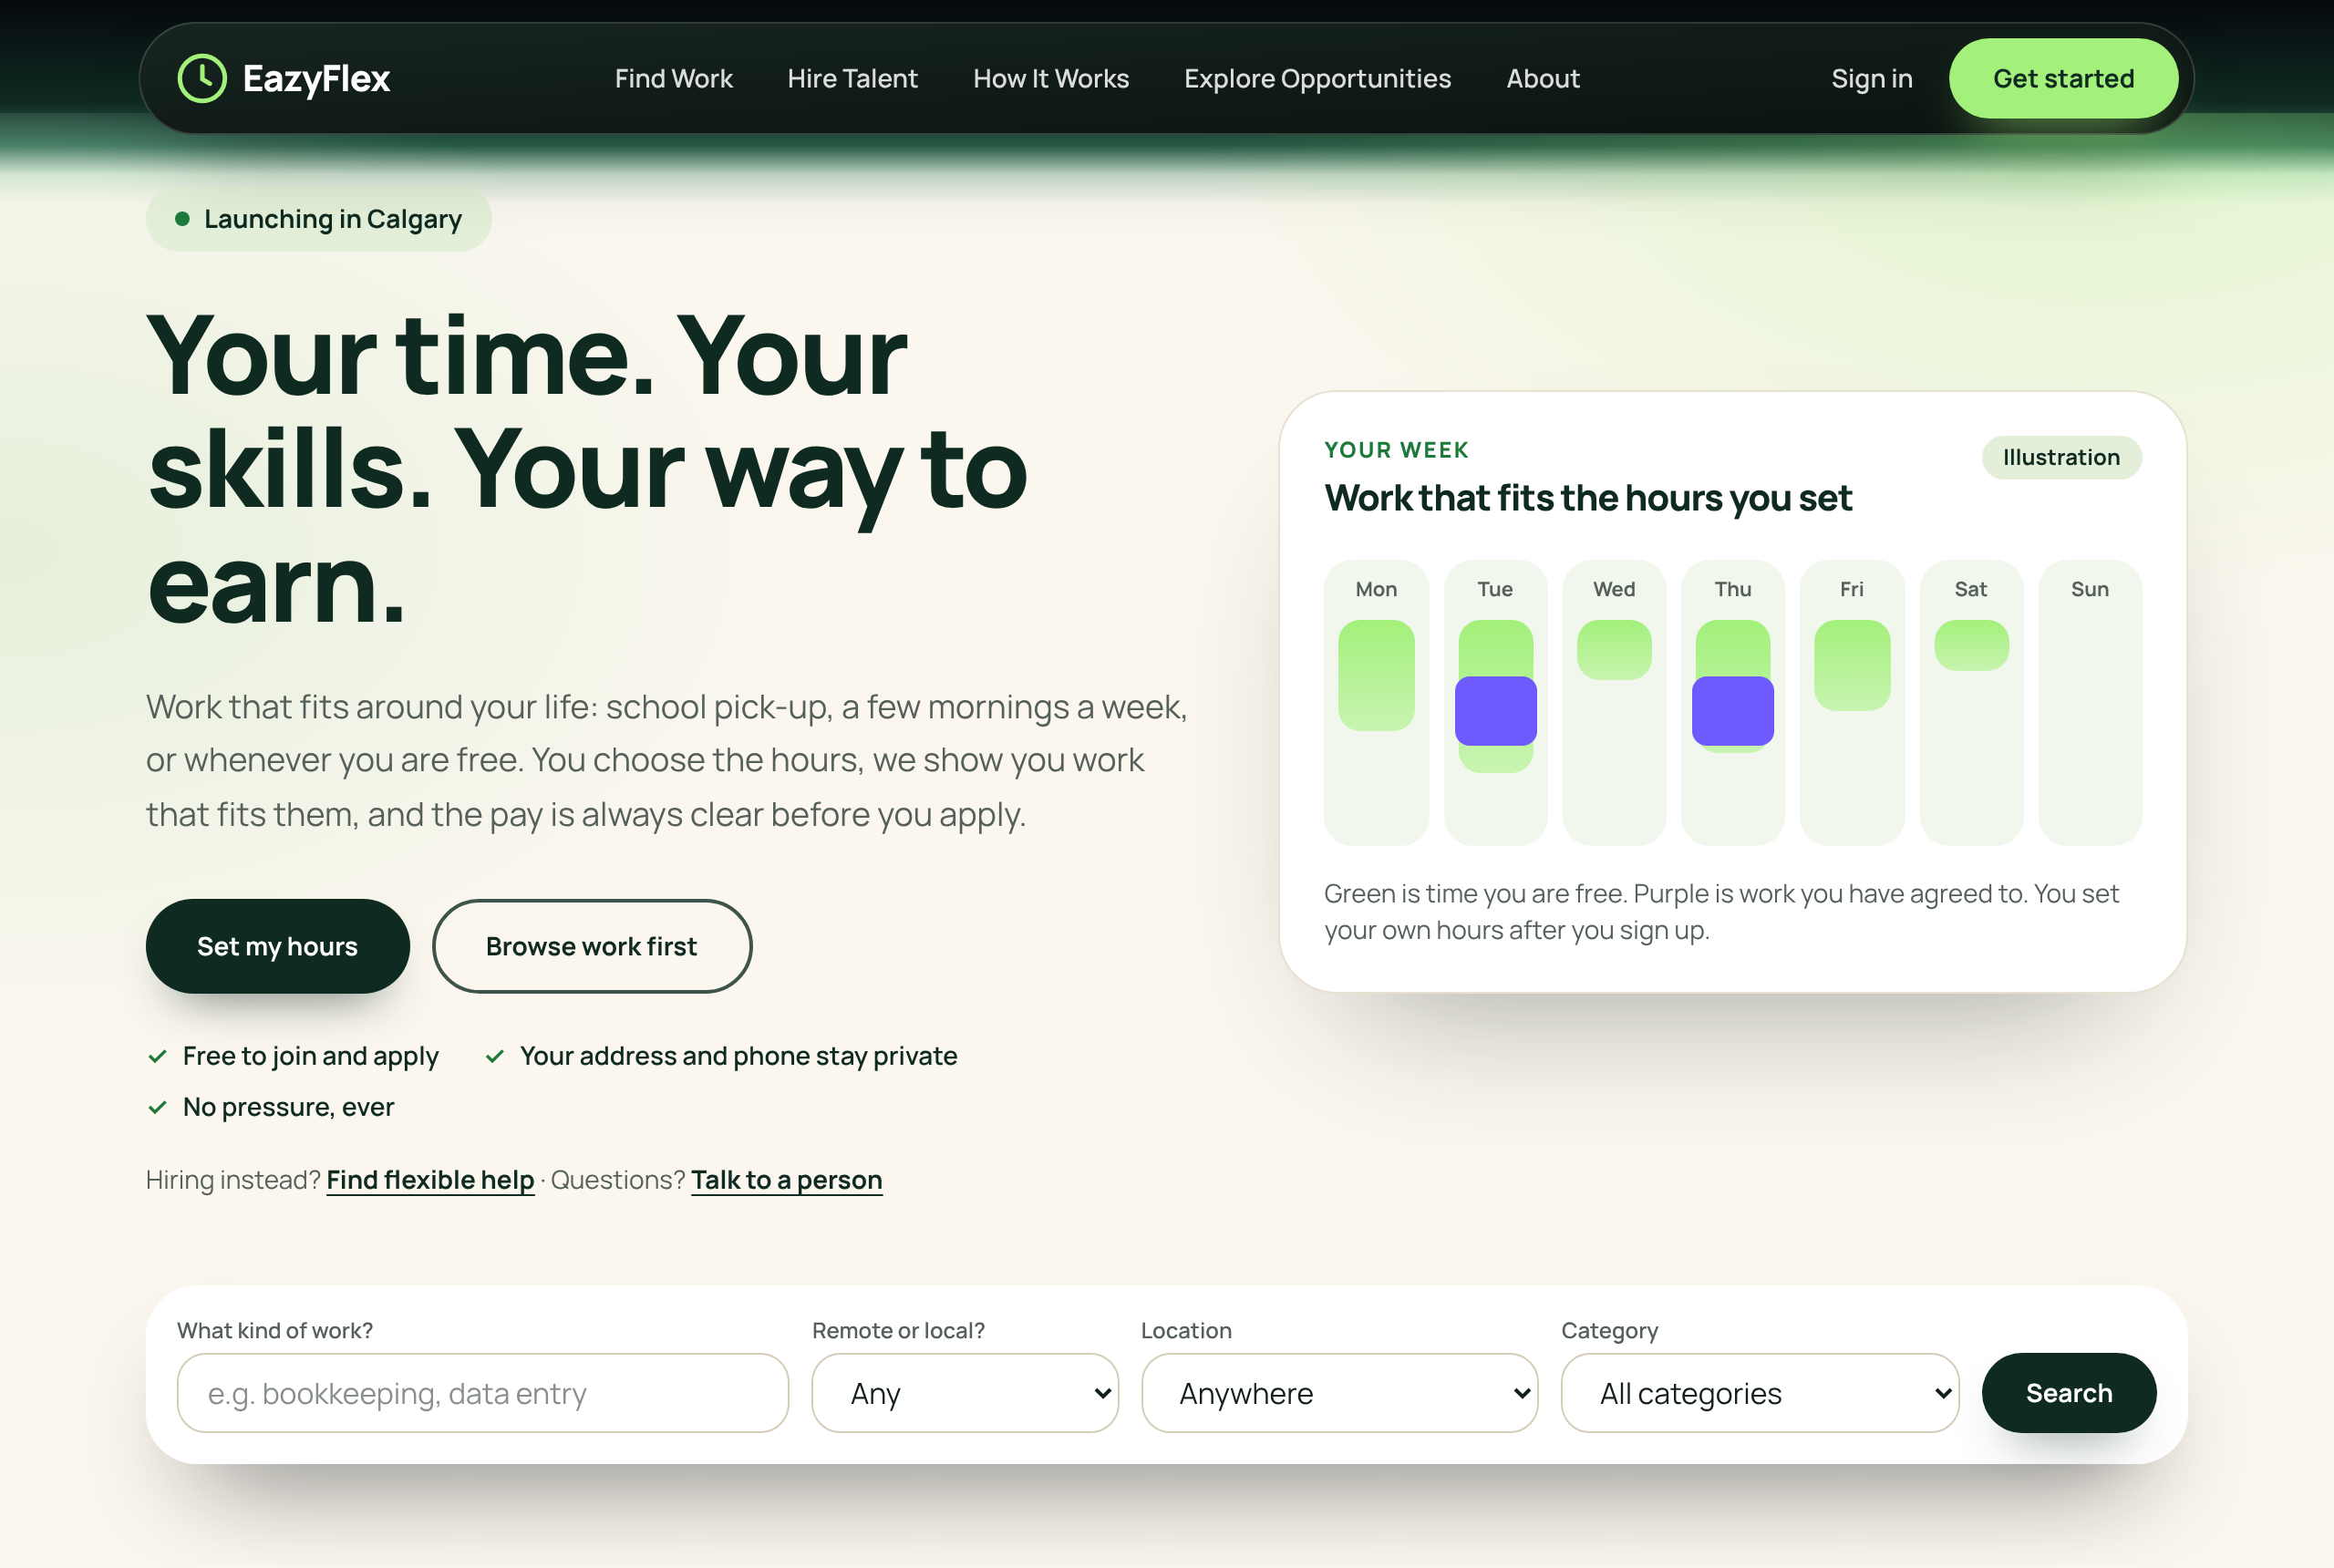 EazyFlex
Find Work
Hire Talent
How It Works
Explore Opportunities
About
Sign in
Get started
Launching in Calgary
Your time. Your
skills. Your way to
earn.
Work that fits around your life: school pick-up, a few mornings a week,
or whenever you are free. You choose the hours, we show you work
that fits them, and the pay is always clear before you apply.
Set my hours
Browse work first
Free to join and apply
Your address and phone stay private
No pressure, ever
Hiring instead? Find flexible help · Questions? Talk to a person
YOUR WEEK
Illustration
Work that fits the hours you set
Mon
Tue
Wed
Thu
Fri
Sat
Sun
Green is time you are free. Purple is work you have agreed to. You set
your own hours after you sign up.
What kind of work?
e.g. bookkeeping, data entry
Remote or local?
Any
Location
Anywhere
Category
All categories
Search